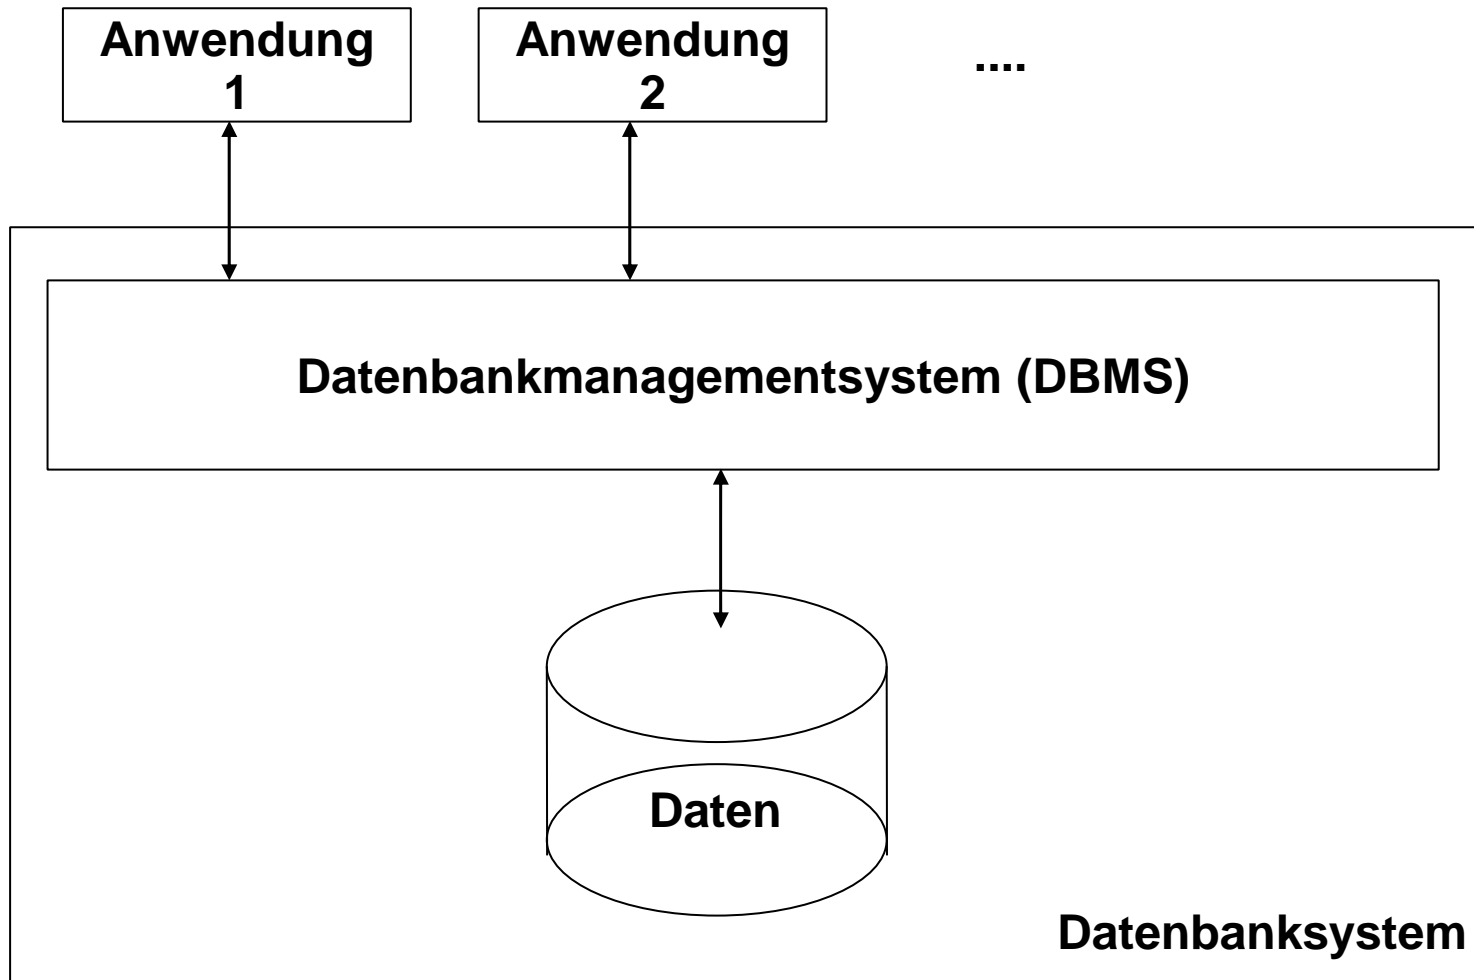 Anwendung
1
Anwendung
2
....
Datenbankmanagementsystem (DBMS)
Daten
Datenbanksystem